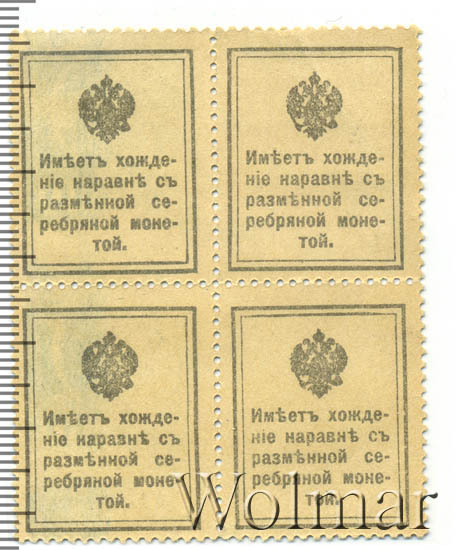 Имѣетъ хожде-
ніе наравнѣ съ
размѣнной се-
ребряной моне-
той.
Имѣетъ хожде-
ніе наравнѣ съ
размѣнной се-
ребряной моне-
той.
Имѣетъ хожде-
ніе наравнѣ съ
размѣнной се-
ребряной моне-
той.
Имѣетъ хожде-
ніе наравнѣ съ
размѣнной се-
ребряной моне-
той.
Wolmar